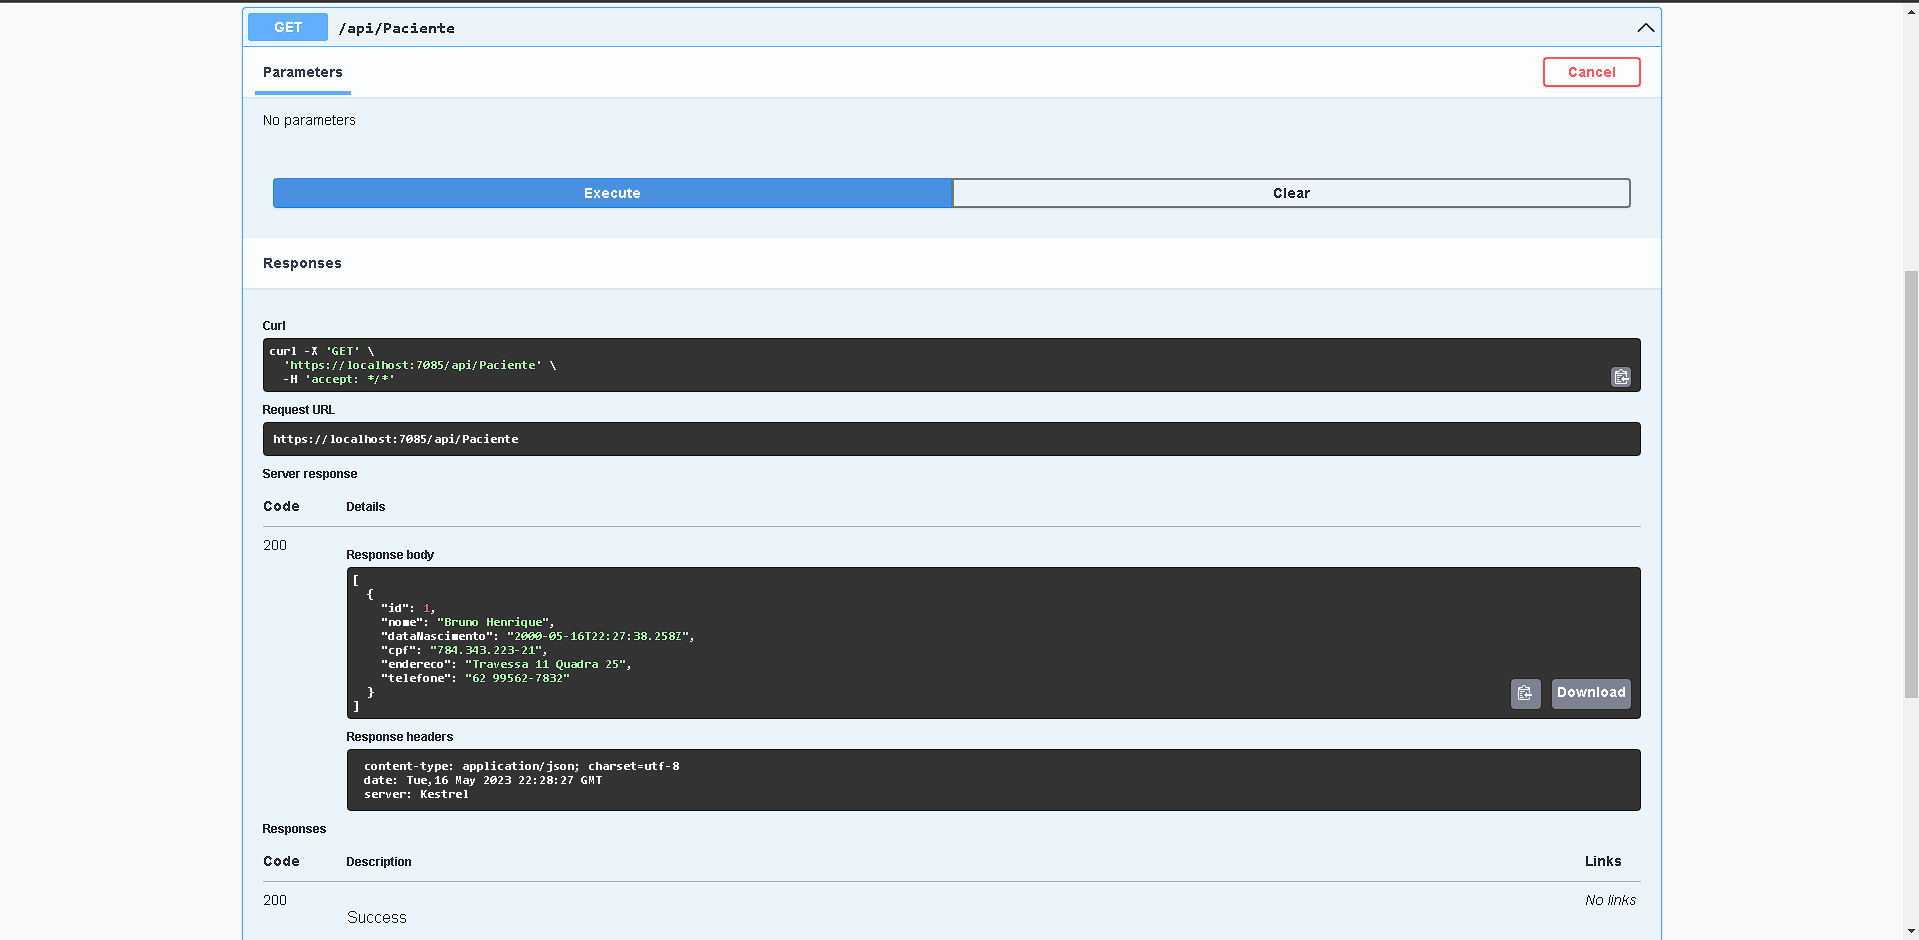 GET /api/Paciente
Parameters
Cancel
No parameters
Execute
Clear
Responses
Curl
curl -X 'GET' \
  'https://localhost:7085/api/Paciente' \
  -H 'accept: */*'
Request URL
https://localhost:7085/api/Paciente
Server response
Code Details
200
Response body
[
  {
    "id": 1,
    "nome": "Bruno Henrique",
    "dataNascimento": "2000-05-16T22:27:38.258Z",
    "cpf": "784.343.223-21",
    "endereco": "Travessa 11 Quadra 25",
    "telefone": "62 99562-7832"
  }
]
Download
Response headers
content-type: application/json; charset=utf-8
date: Tue,16 May 2023 22:28:27 GMT
server: Kestrel
Responses
Code Description Links
200 No links
Success